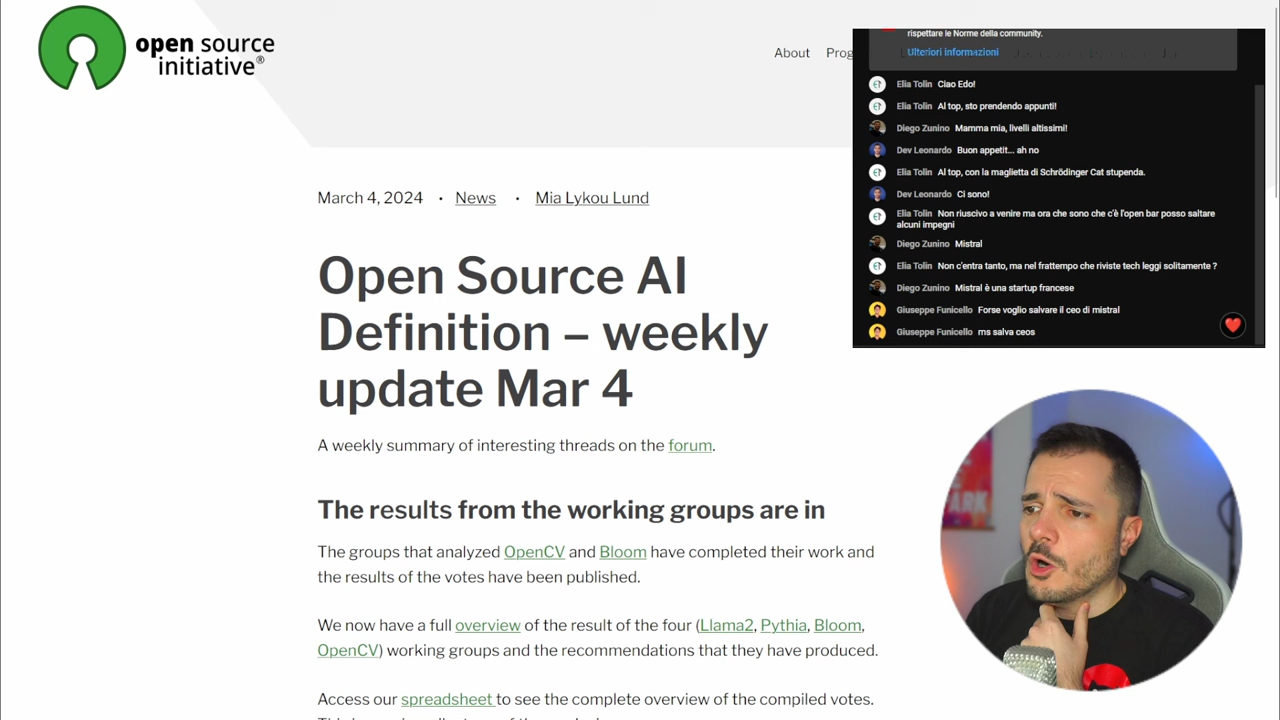 open source
initiative®
About Prog
March 4, 2024 • News • Mia Lykou Lund
Open Source AI
Definition – weekly
update Mar 4
A weekly summary of interesting threads on the forum.
The results from the working groups are in
The groups that analyzed OpenCV and Bloom have completed their work and
the results of the votes have been published.
We now have a full overview of the result of the four (Llama2, Pythia, Bloom,
OpenCV) working groups and the recommendations that they have produced.
Access our spreadsheet to see the complete overview of the compiled votes.
rispettare le Norme della community.
Ulteriori informazioni
Elia Tolin Ciao Edo!
Elia Tolin Al top, sto prendendo appunti!
Diego Zunino Mamma mia, livelli altissimi!
Dev Leonardo Buon appetit... ah no
Elia Tolin Al top, con la maglietta di Schrödinger Cat stupenda.
Dev Leonardo Ci sono!
Elia Tolin Non riuscivo a venire ma ora che sono che c'è l'open bar posso saltare
alcuni impegni
Diego Zunino Mistral
Elia Tolin Non c'entra tanto, ma nel frattempo che riviste tech leggi solitamente ?
Diego Zunino Mistral è una startup francese
Giuseppe Funicello Forse voglio salvare il ceo di mistral
Giuseppe Funicello ms salva ceos